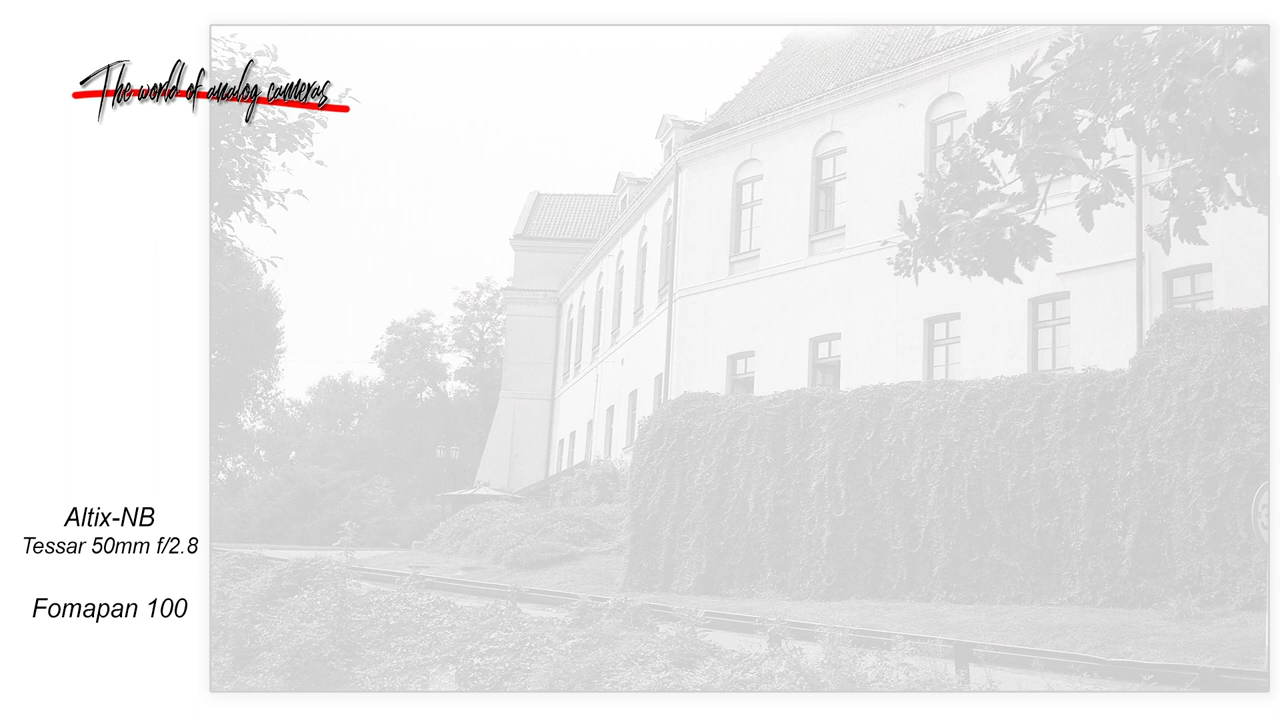 The world of analog cameras
Altix-NB
Tessar 50mm f/2.8
Fomapan 100